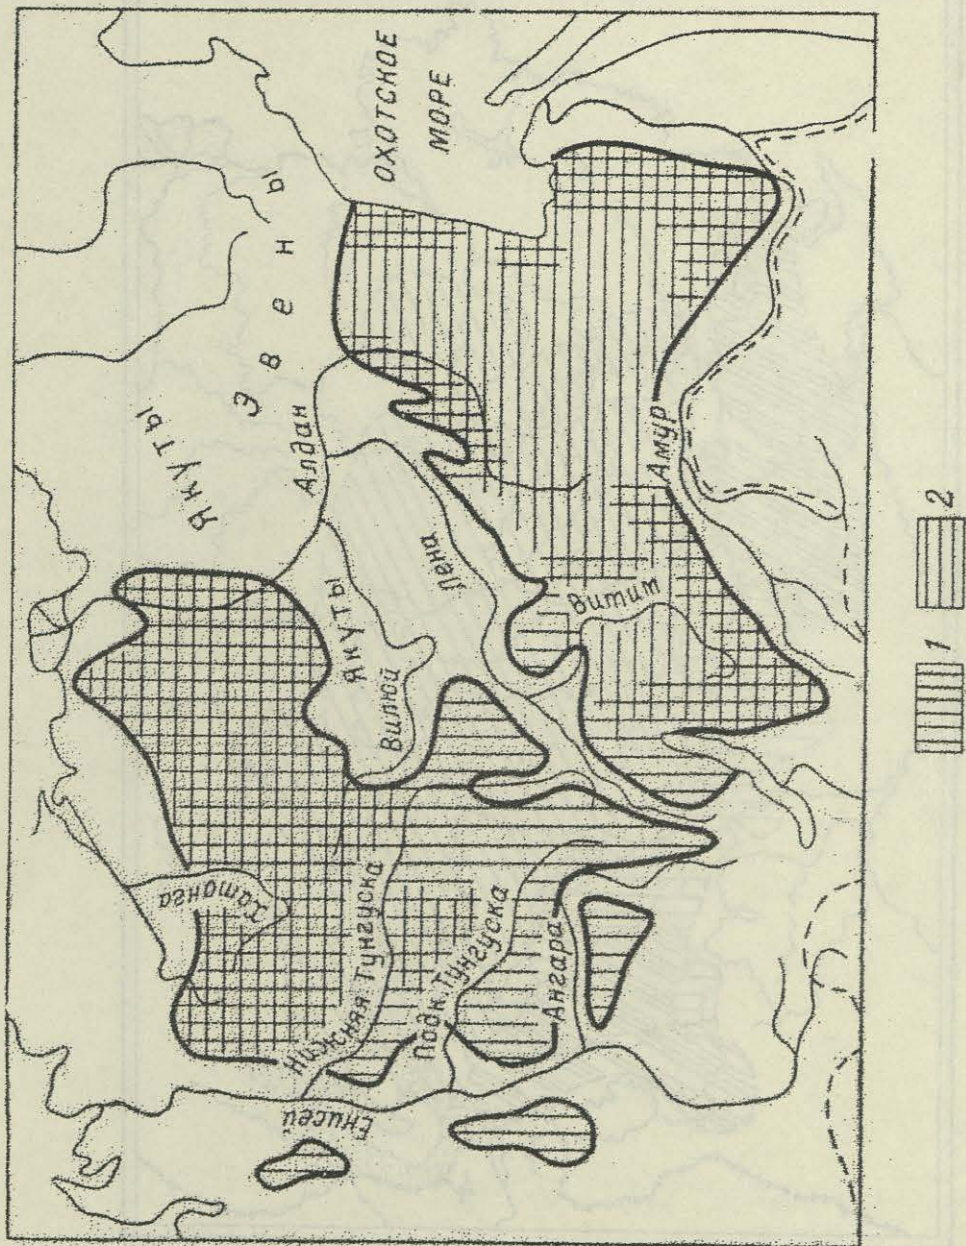 ОХОТСКОЕ
МОРЕ
Эвены
Якуты
Алдан
Якуты
Вилюй
Лена
Амур
Витим
Хатанга
Нижняя Тунгуска
Подк. Тунгуска
Ангара
Енисей
1
2